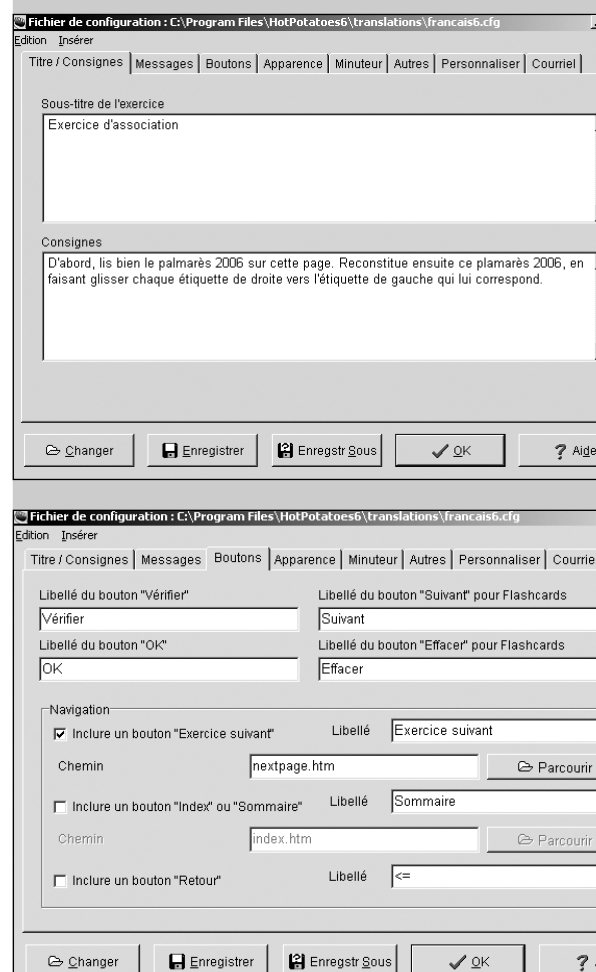 Fichier de configuration : C:\Program Files\HotPotatoes6\translations\francais6.cfg
Edition Insérer
Titre / Consignes Messages Boutons Apparence Minuteur Autres Personnaliser Courriel
Sous-titre de l'exercice
Exercice d'association
Consignes
D'abord, lis bien le palmarès 2006 sur cette page. Reconstitue ensuite ce plamarès 2006, en
faisant glisser chaque étiquette de droite vers l'étiquette de gauche qui lui correspond.
Changer Enregistrer Enregstr Sous OK ? Aide
Fichier de configuration : C:\Program Files\HotPotatoes6\translations\francais6.cfg
Edition Insérer
Titre / Consignes Messages Boutons Apparence Minuteur Autres Personnaliser Courrie
Libellé du bouton "Vérifier" Libellé du bouton "Suivant" pour Flashcards
Vérifier Suivant
Libellé du bouton "OK" Libellé du bouton "Effacer" pour Flashcards
OK Effacer
Navigation
Inclure un bouton "Exercice suivant" Libellé Exercice suivant
Chemin nextpage.htm Parcourir
Inclure un bouton "Index" ou "Sommaire" Libellé Sommaire
Chemin index.htm Parcourir
Inclure un bouton "Retour" Libellé <=
Changer Enregistrer Enregstr Sous OK ?